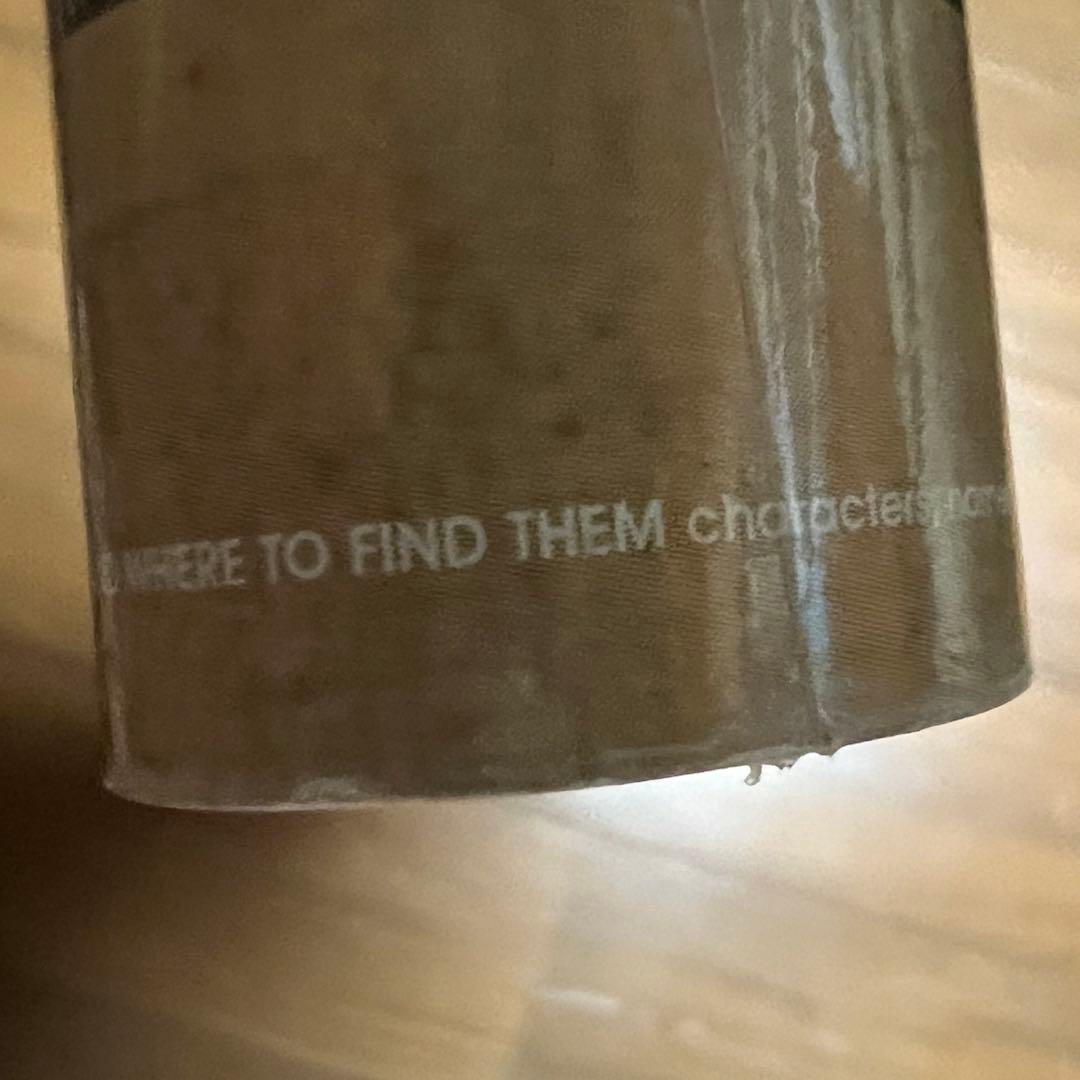 WHERE TO FIND THEM characters